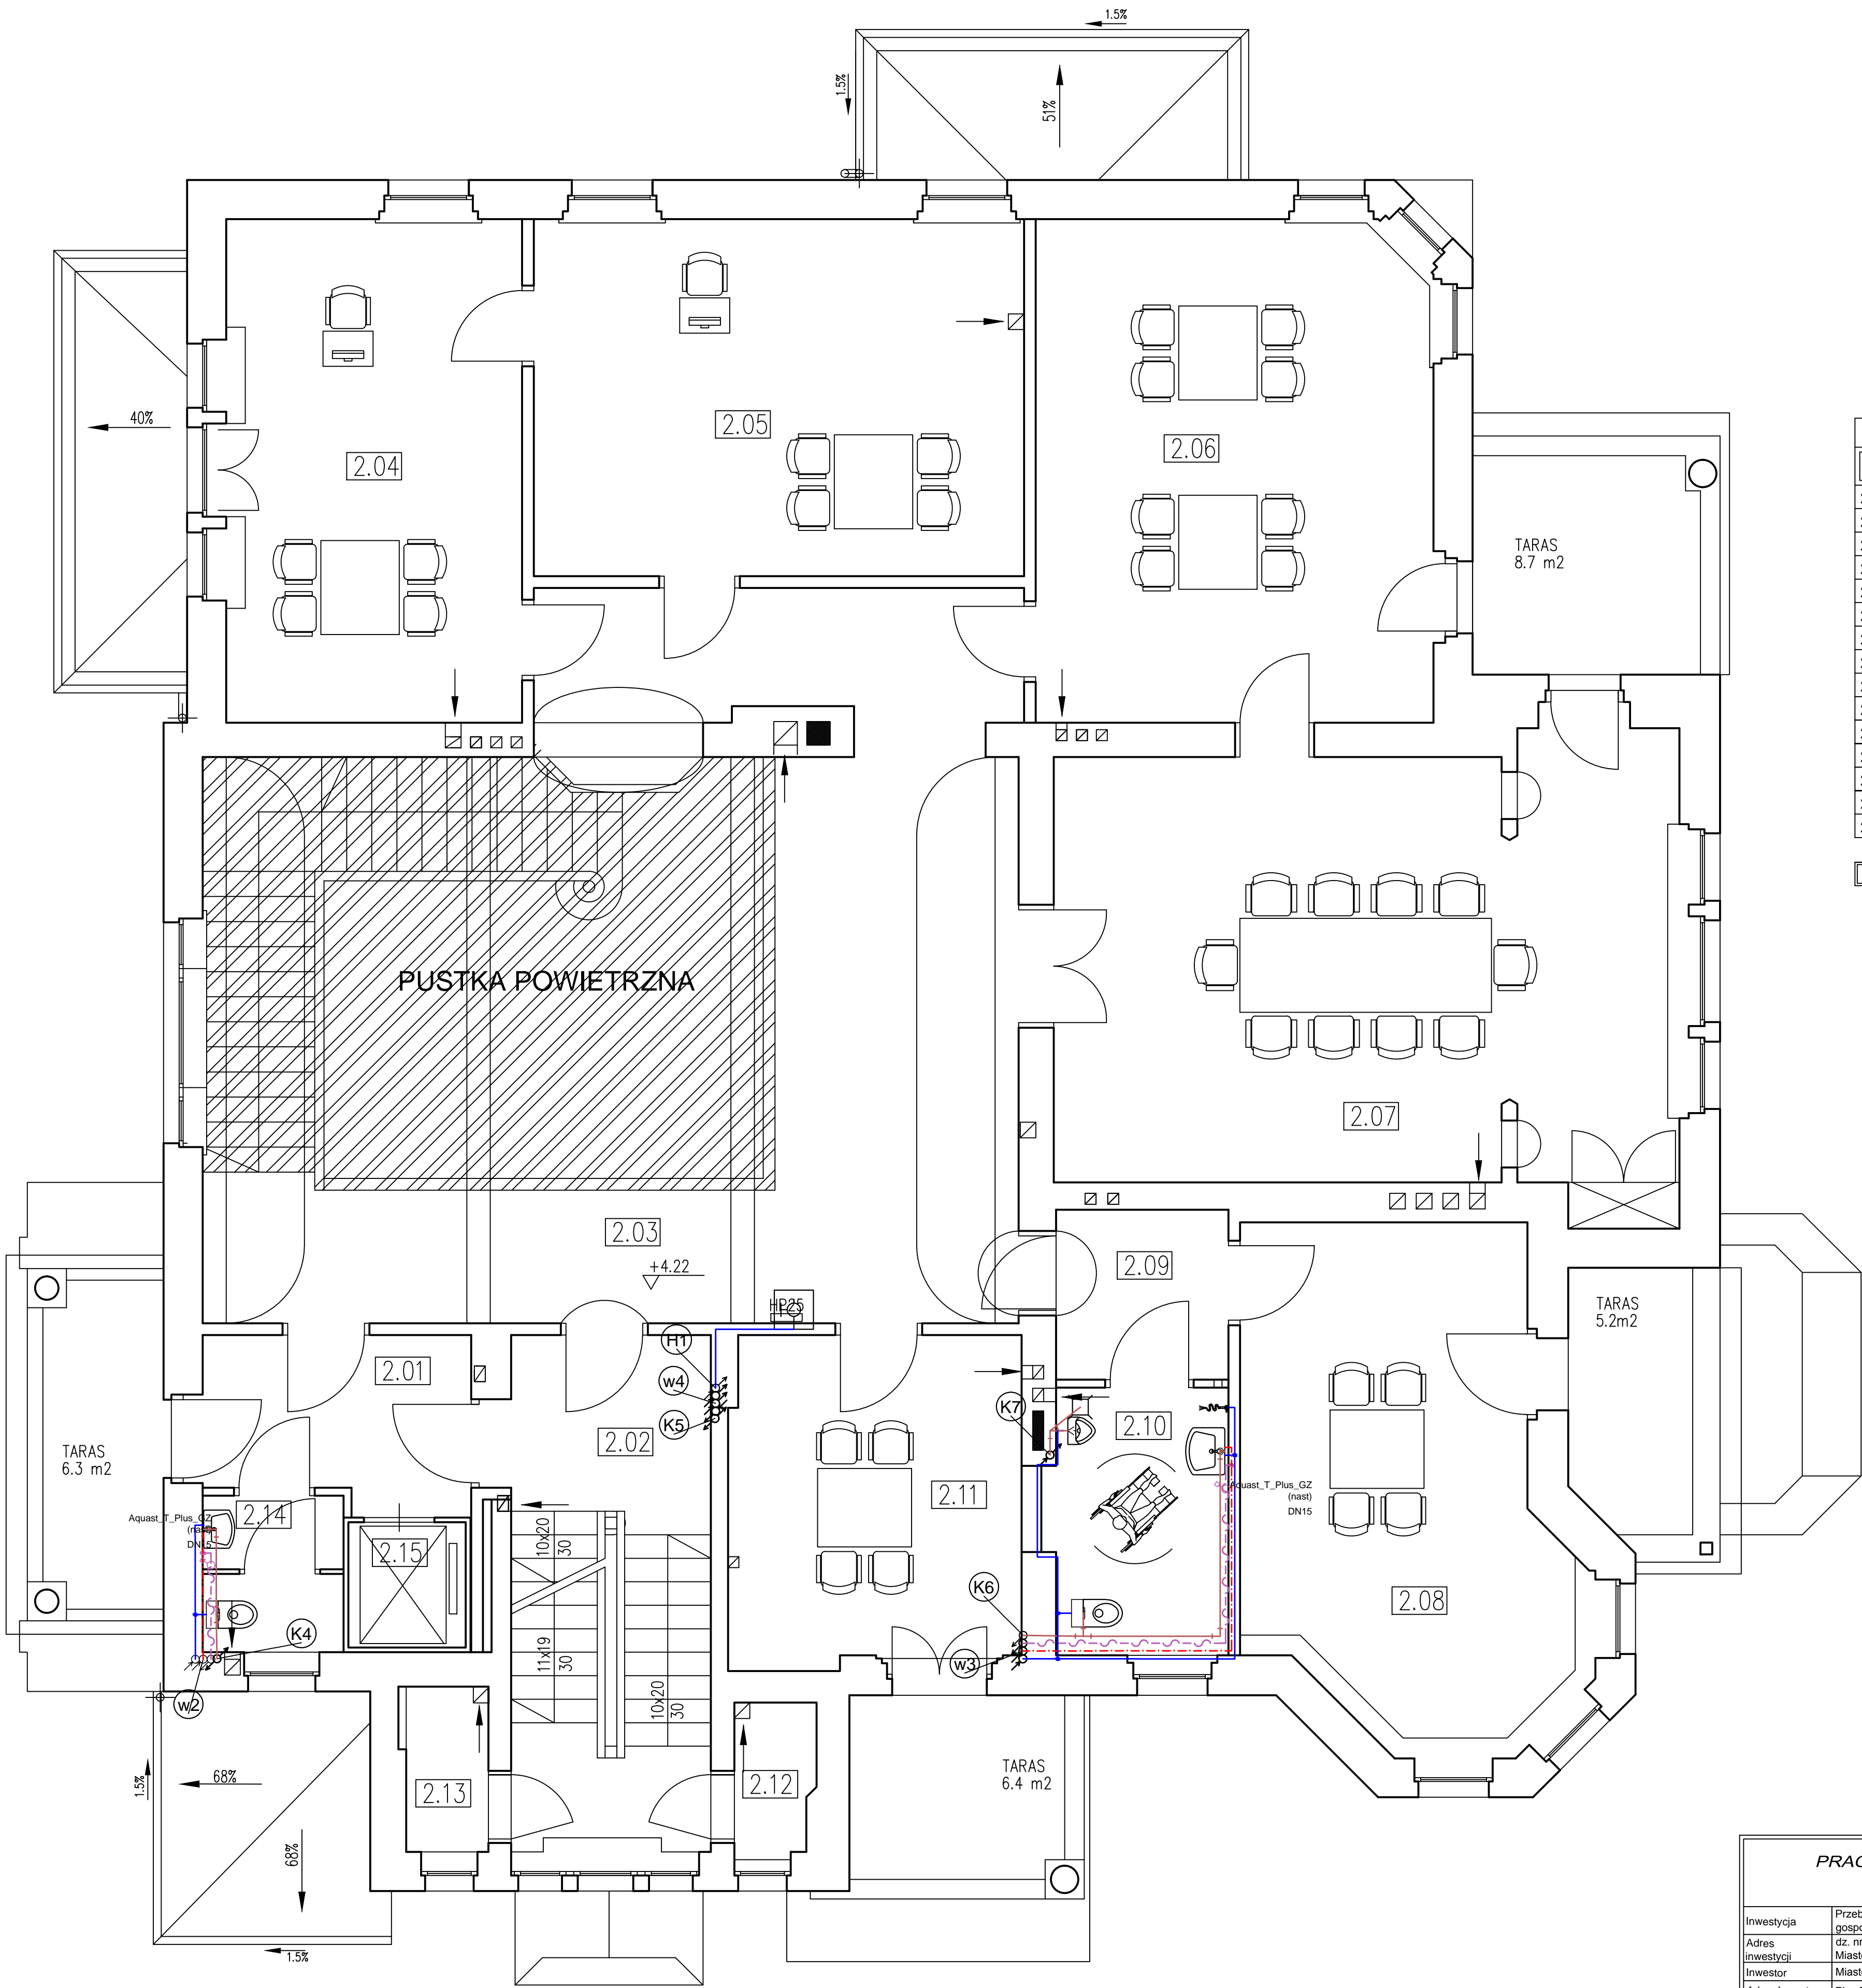 1.5%
1.5%
51%
40%
2.04
2.05
2.06
TARAS
8.7 m2
PUSTKA POWIETRZNA
2.07
2.03
+4.22
2.09
HP25
H1
w4
K5
2.01
2.02
K7
2.10
TARAS
5.2m2
TARAS
6.3 m2
2.14
Aquast_T_Plus_GZ
(nast)
DN15
2.15
10x20
30
2.11
Aquast_T_Plus_GZ
(nast)
DN15
K6
2.08
K4
11x19
30
w3
w2
10x20
30
1.5%
68%
2.13
2.12
TARAS
6.4 m2
68%
1.5%
Inwestycja
Adres
inwestycji
Inwestor